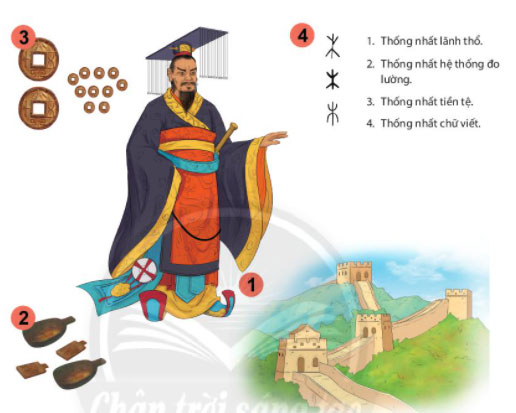 3
4
1. Thống nhất lãnh thổ.
2. Thống nhất hệ thống đo
lường.
3. Thống nhất tiền tệ.
4. Thống nhất chữ viết.
1
2
Chân trời sáng tạo